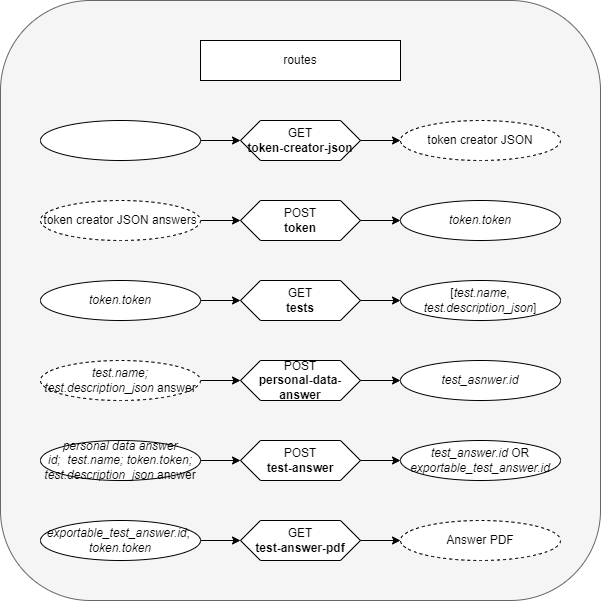 routes
GET
token-creator-json
token creator JSON
token creator JSON answers
POST
token
token.token
token.token
GET
tests
[test.name,
test.description_json]
test.name;
test.description_json answer
POST
personal-data-
answer
test_asnwer.id
personal data answer
id;  test.name; token.token;
test.description_json answer
POST
test-answer
test_answer.id OR
exportable_test_answer.id
exportable_test_answer.id,
token.token
GET
test-answer-pdf
Answer PDF